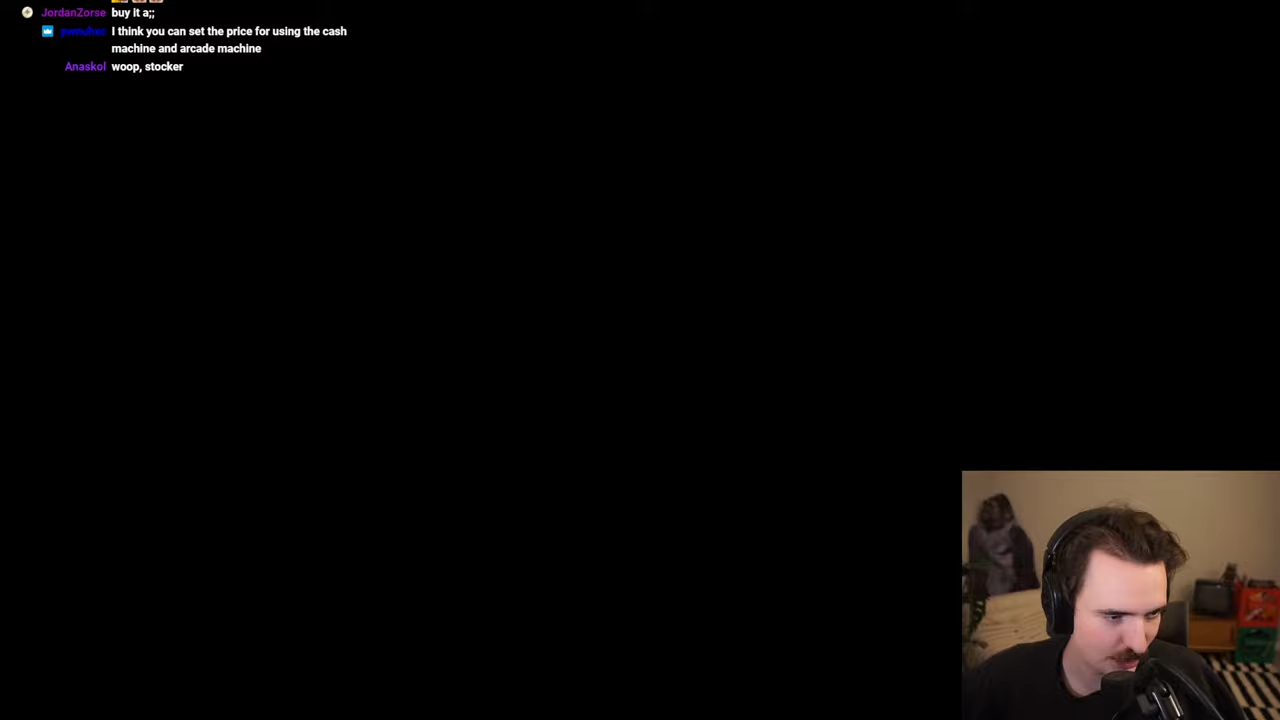 JordanZorse buy it a;;
I think you can set the price for using the cash
machine and arcade machine
Anaskol woop, stocker